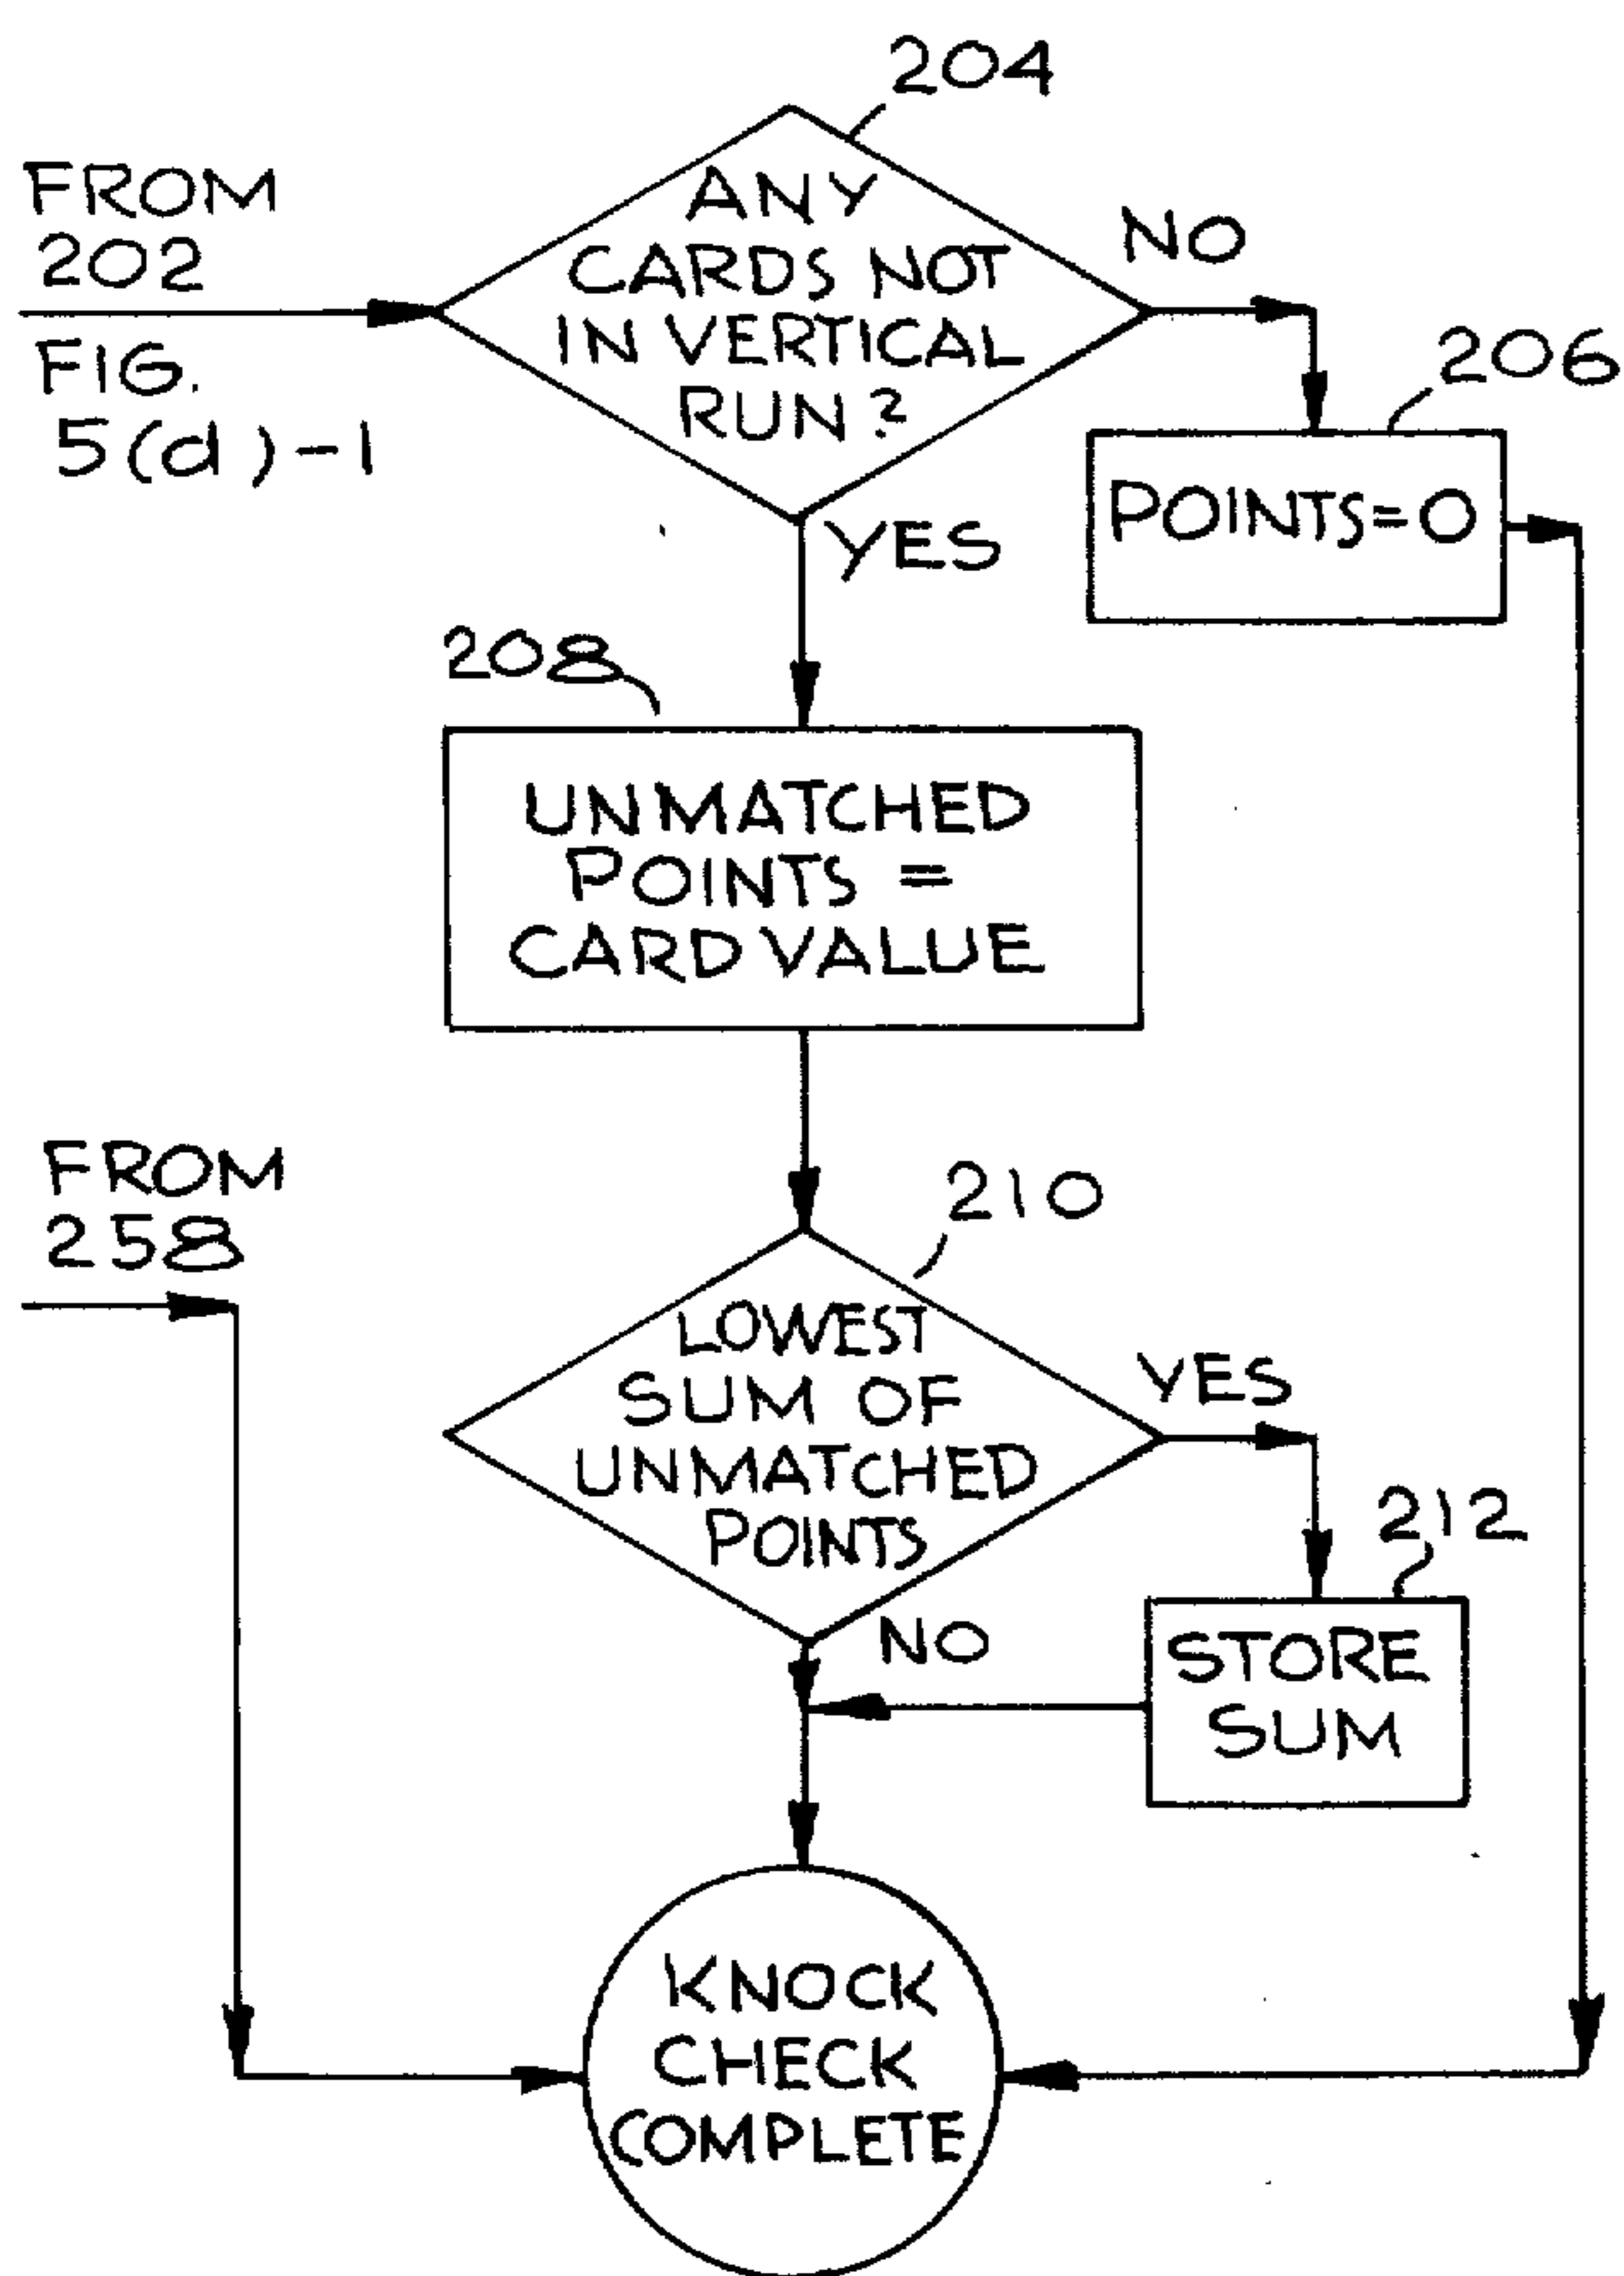 204
FROM
202
FIG.
5(d)-1
ANY
CARDS NOT
IN VERTICAL
RUN?
NO
206
POINTS=0
YES
208
UNMATCHED
POINTS =
CARD VALUE
FROM
258
210
LOWEST
SUM OF
UNMATCHED
POINTS
YES
212
STORE
SUM
NO
KNOCK
CHECK
COMPLETE